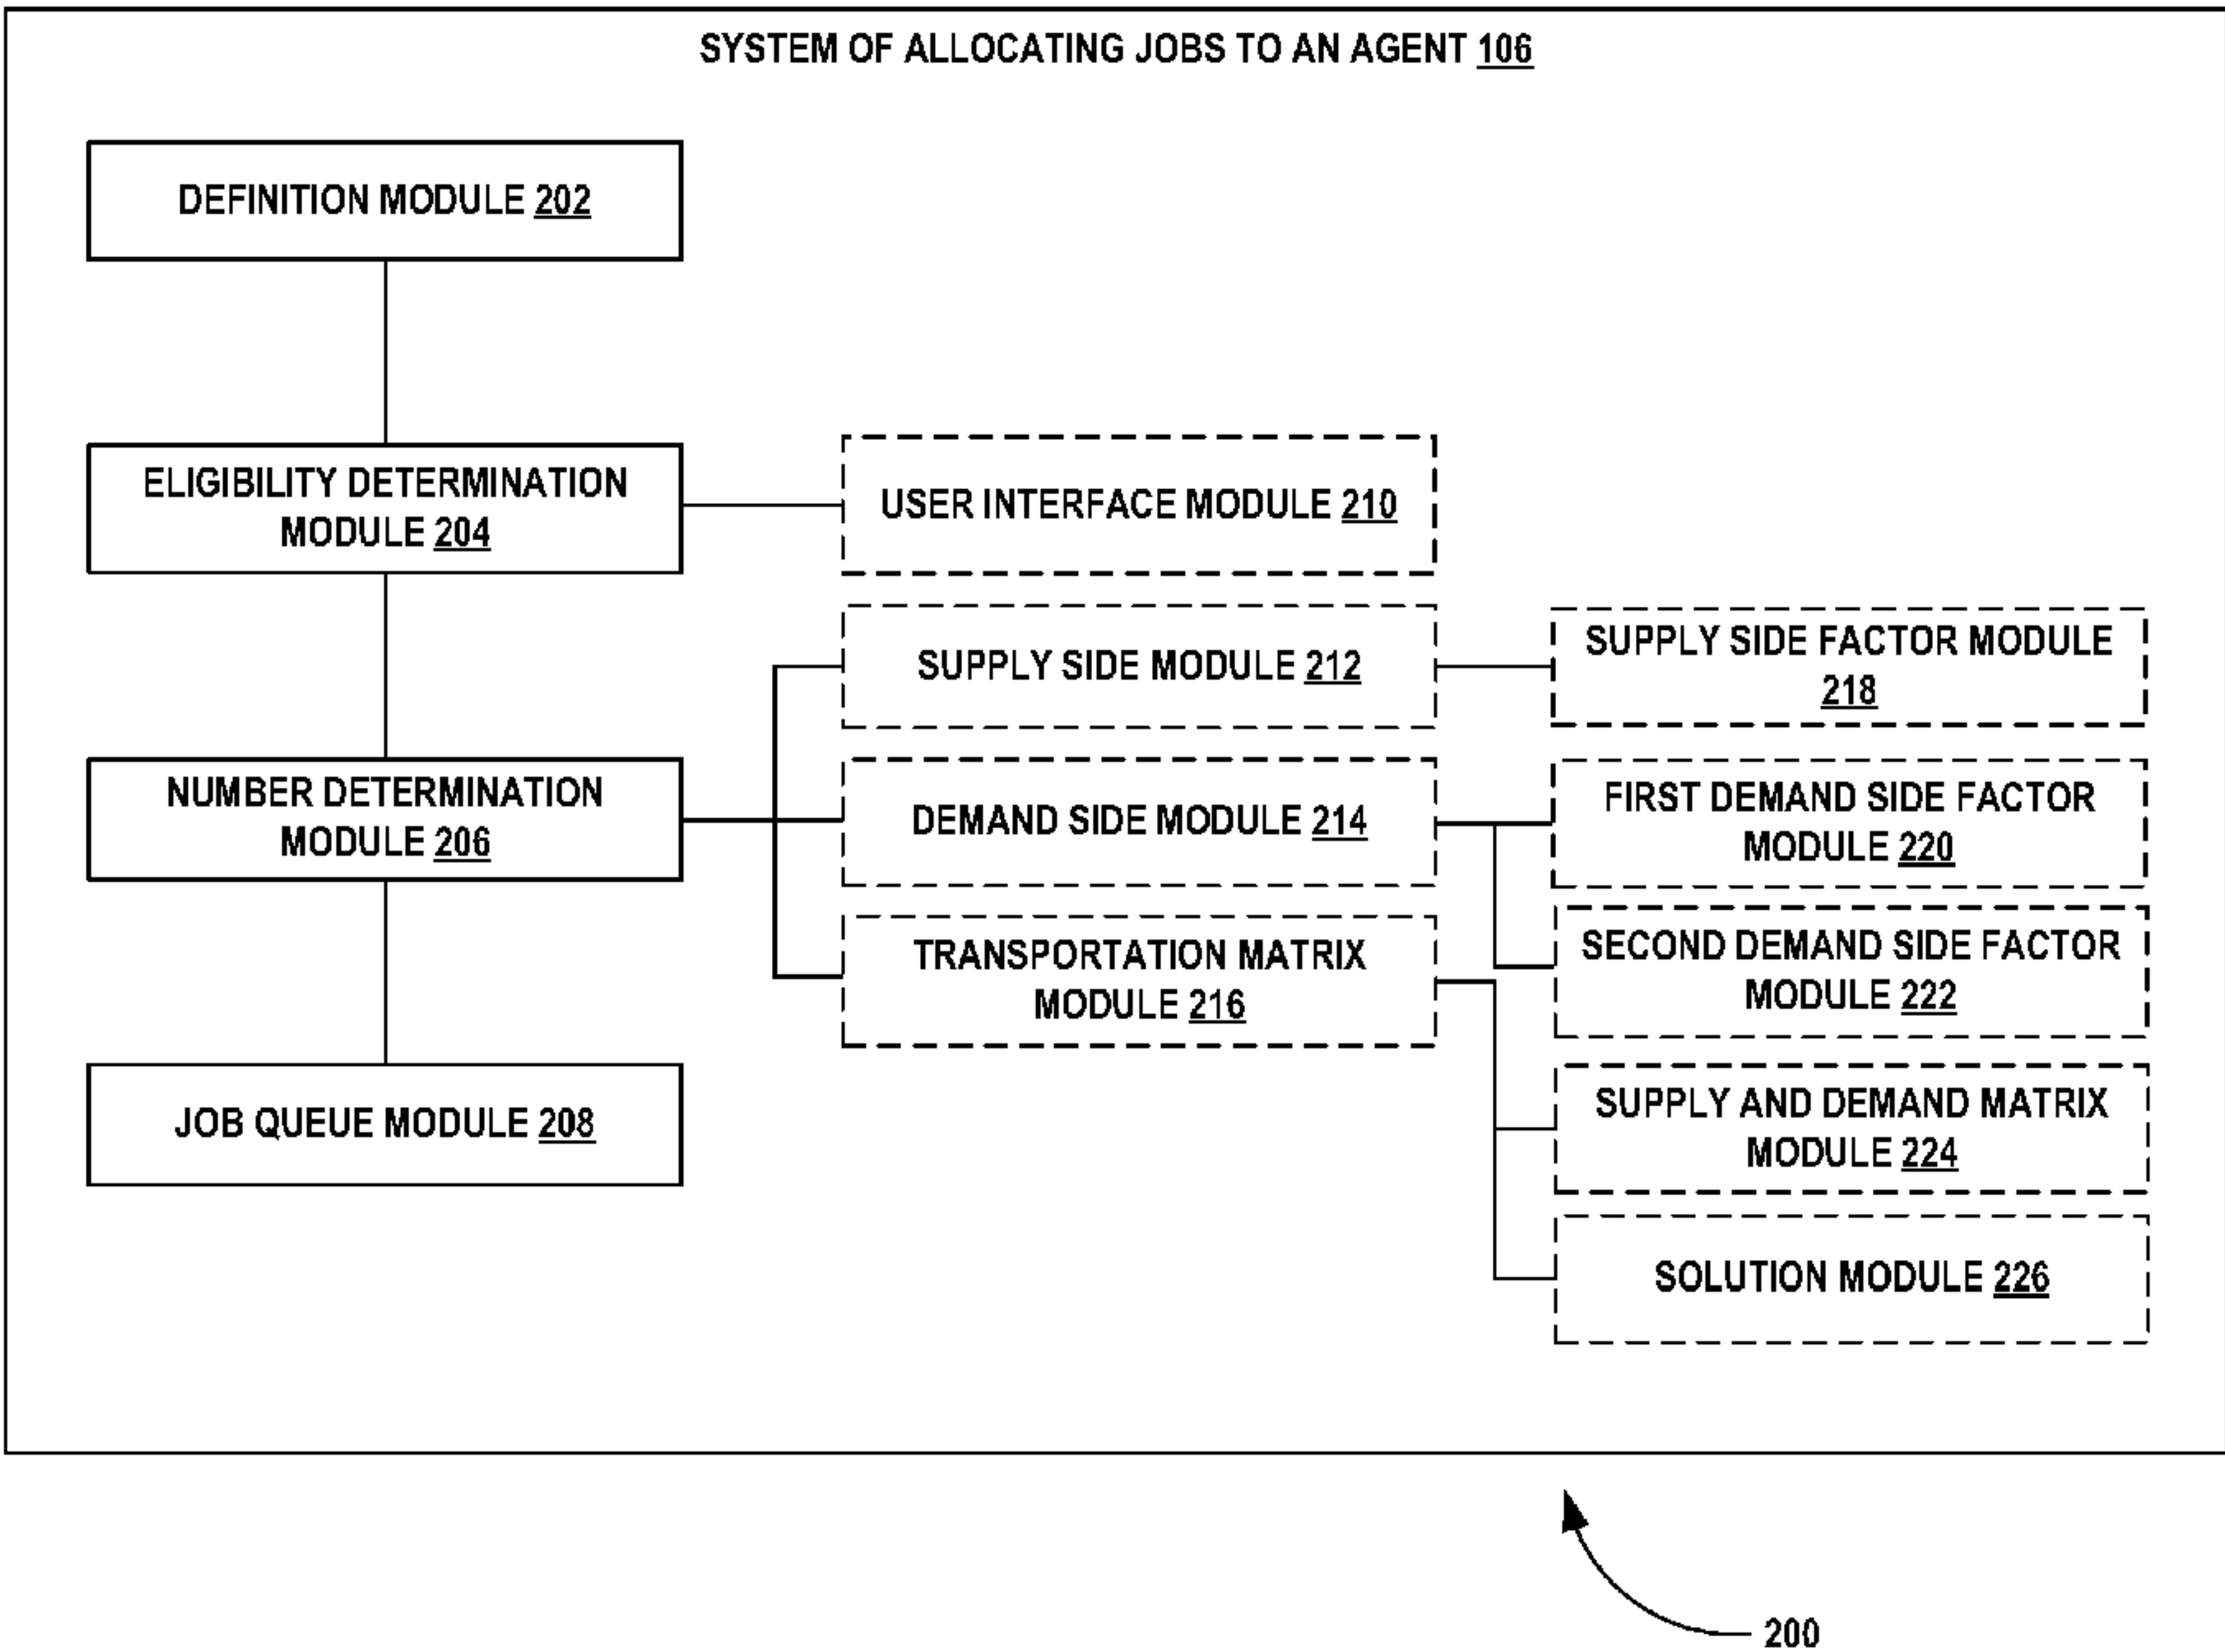 SYSTEM OF ALLOCATING JOBS TO AN AGENT 106
DEFINITION MODULE 202
ELIGIBILITY DETERMINATION
MODULE 204
USER INTERFACE MODULE 210
SUPPLY SIDE MODULE 212
SUPPLY SIDE FACTOR MODULE
218
NUMBER DETERMINATION
MODULE 206
DEMAND SIDE MODULE 214
FIRST DEMAND SIDE FACTOR
MODULE 220
TRANSPORTATION MATRIX
MODULE 216
SECOND DEMAND SIDE FACTOR
MODULE 222
JOB QUEUE MODULE 208
SUPPLY AND DEMAND MATRIX
MODULE 224
SOLUTION MODULE 226
200